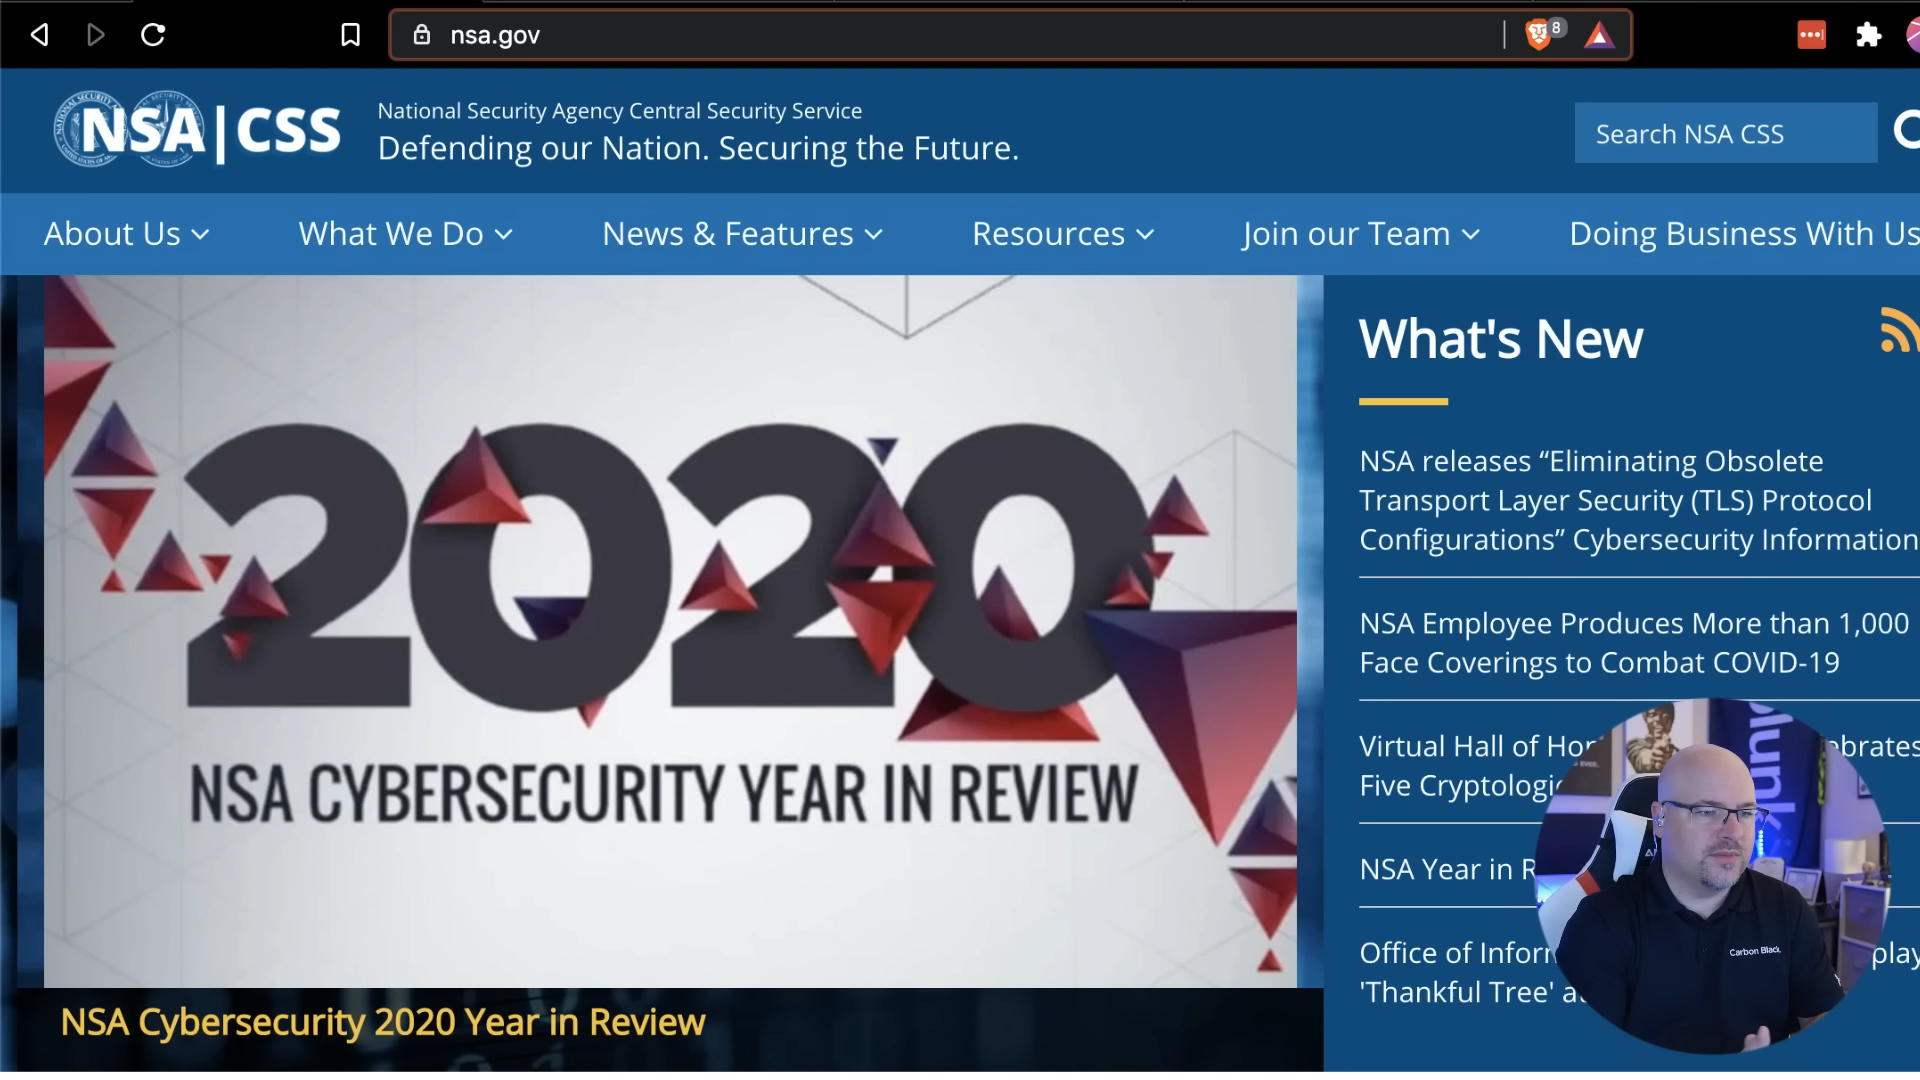 nsa.gov
8
NSA|CSS
National Security Agency Central Security Service
Defending our Nation. Securing the Future.
Search NSA CSS
About Us
What We Do
News & Features
Resources
Join our Team
Doing Business With Us
2020
NSA CYBERSECURITY YEAR IN REVIEW
NSA Cybersecurity 2020 Year in Review
What's New
NSA releases “Eliminating Obsolete
Transport Layer Security (TLS) Protocol
Configurations” Cybersecurity Information
NSA Employee Produces More than 1,000
Face Coverings to Combat COVID-19
Virtual Hall of
Five
NSA Year in
Office of
'Thankful Tree'
Carbon Black.